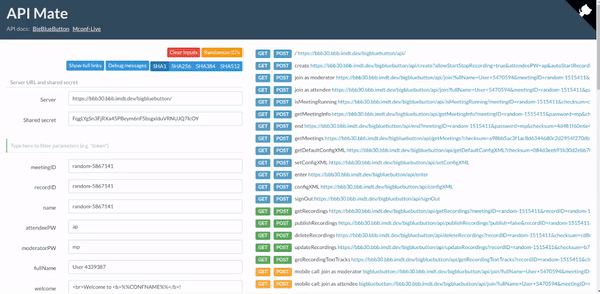 API Mate
API docs: BigBlueButton Mconf-Live
Clear Inputs Randomize IDs
Show full links Debug messages SHA1 SHA256 SHA384 SHA512
Server URL and shared secret
Server https://bbb30.bbb.imdt.dev/bigbluebutton/
Shared secret
Type here to filter parameters (e.g. "token")
meetingID random-5867141
recordID random-5867141
name random-5867141
attendeePW ap
moderatorPW mp
fullName User 4339387
welcome <br>Welcome to <b>%%CONFNAME%%</b>!
GET POST / https://bbb30.bbb.imdt.dev/bigbluebutton/api/
GET POST create https://bbb30.bbb.imdt.dev/bigbluebutton/api/create?allowStartStopRecording=true&attendeePW=ap&autoStartRecordi
GET POST join as moderator https://bbb30.bbb.imdt.dev/bigbluebutton/api/join?fullName=User+5470594&meetingID=random-151541
GET POST join as attendee https://bbb30.bbb.imdt.dev/bigbluebutton/api/join?fullName=User+5470594&meetingID=random-1515411
GET POST isMeetingRunning https://bbb30.bbb.imdt.dev/bigbluebutton/api/isMeetingRunning?meetingID=random-1515411&checksum=
GET POST getMeetingInfo https://bbb30.bbb.imdt.dev/bigbluebutton/api/getMeetingInfo?meetingID=random-1515411&password=mp&c
GET POST end https://bbb30.bbb.imdt.dev/bigbluebutton/api/end?meetingID=random-1515411&password=mp&checksum=
GET POST getMeetings https://bbb30.bbb.imdt.dev/bigbluebutton/api/getMeetings?checksum=
GET POST getDefaultConfigXML https://bbb30.bbb.imdt.dev/bigbluebutton/api/getDefaultConfigXML?checksum=
GET POST setConfigXML https://bbb30.bbb.imdt.dev/bigbluebutton/api/setConfigXML
GET POST enter https://bbb30.bbb.imdt.dev/bigbluebutton/api/enter
GET POST configXML https://bbb30.bbb.imdt.dev/bigbluebutton/api/configXML
GET POST signOut https://bbb30.bbb.imdt.dev/bigbluebutton/api/signOut
GET POST getRecordings https://bbb30.bbb.imdt.dev/bigbluebutton/api/getRecordings?meetingID=random-1515411&recordID=random
GET POST publishRecordings https://bbb30.bbb.imdt.dev/bigbluebutton/api/publishRecordings?publish=false&recordID=random-1515411
GET POST deleteRecordings https://bbb30.bbb.imdt.dev/bigbluebutton/api/deleteRecordings?recordID=random-1515411&checksum=
GET POST updateRecordings https://bbb30.bbb.imdt.dev/bigbluebutton/api/updateRecordings?recordID=random-1515411&checksum=
GET POST getRecordingTextTracks https://bbb30.bbb.imdt.dev/bigbluebutton/api/getRecordingTextTracks?recordID=random-1515411
GET POST mobile call: join as moderator bigbluebutton://bbb30.bbb.imdt.dev/bigbluebutton/api/join?fullName=User+5470594&meetin
GET POST mobile call: join as attendee bigbluebutton://bbb30.bbb.imdt.dev/bigbluebutton/api/join?fullName=User+5470594&meeting